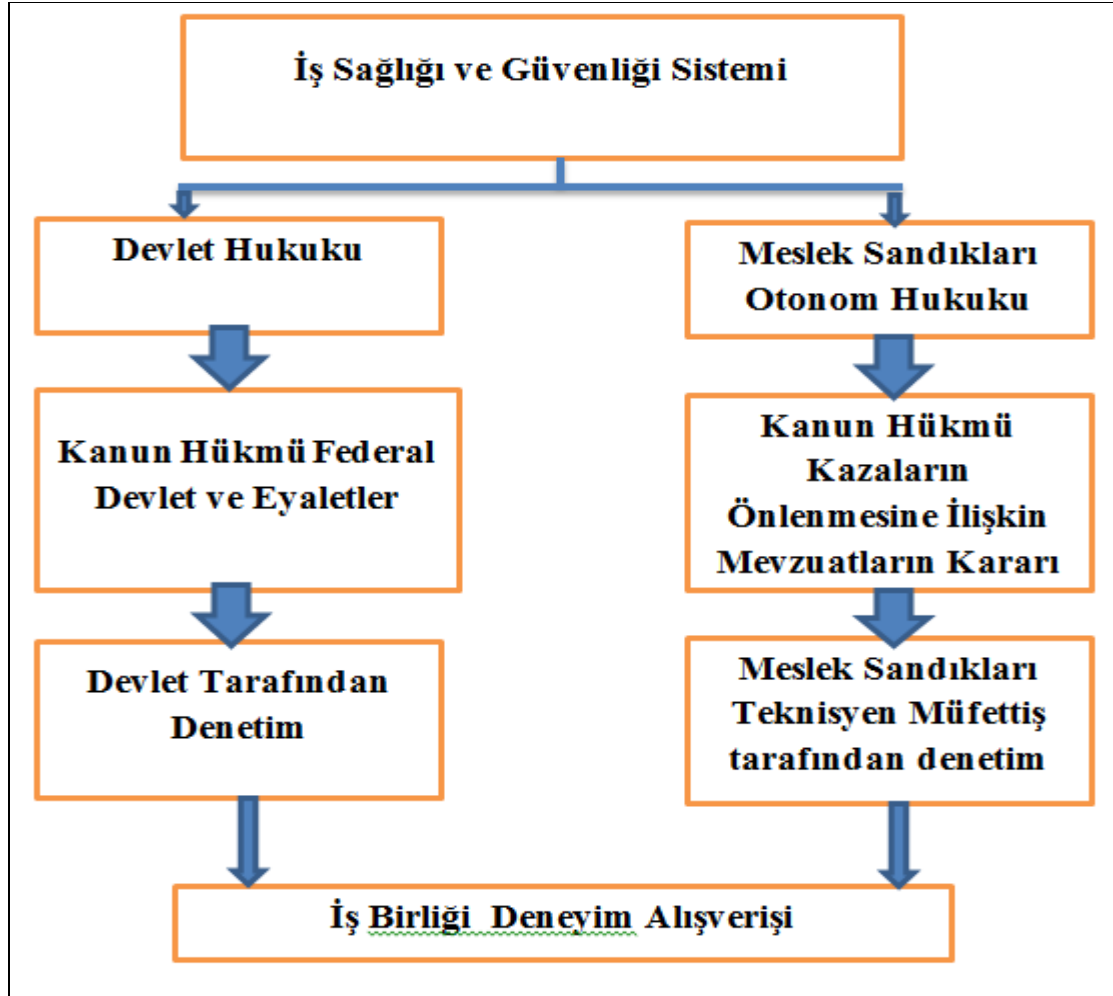 İş Sağlığı ve Güvenliği Sistemi
Devlet Hukuku
Meslek Sandıkları
Otonom Hukuku
Kanun Hükmü Federal
Devlet ve Eyaletler
Kanun Hükmü
Kazaların
Önlenmesine İlişkin
Mevzuatların Kararı
Devlet Tarafından
Denetim
Meslek Sandıkları
Teknisyen Müfettiş
tarafından denetim
İş Birliği  Deneyim Alışverişi